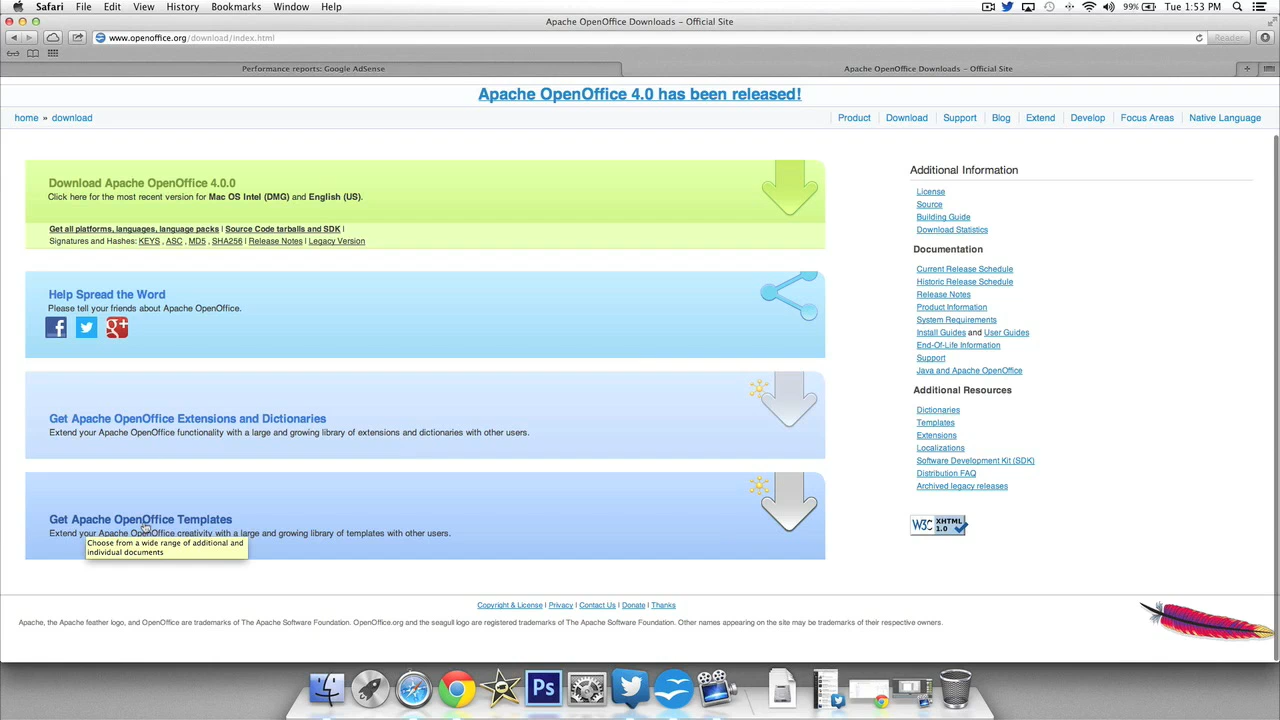 Safari File Edit View History Bookmarks Window Help 99% Tue 1:53 PM
Apache OpenOffice Downloads – Official Site
www.openoffice.org/download/index.html Reader
Performance reports: Google AdSense Apache OpenOffice Downloads – Official Site
Apache OpenOffice 4.0 has been released!
home » download Product Download Support Blog Extend Develop Focus Areas Native Language
Download Apache OpenOffice 4.0.0
Click here for the most recent version for Mac OS Intel (DMG) and English (US).
Get all platforms, languages, language packs | Source Code tarballs and SDK |
Signatures and Hashes: KEYS , ASC , MD5 , SHA256 | Release Notes | Legacy Version
Help Spread the Word
Please tell your friends about Apache OpenOffice:
Get Apache OpenOffice Extensions and Dictionaries
Extend your Apache OpenOffice functionality with a large and growing library of extensions and dictionaries with other users.
Get Apache OpenOffice Templates
Extend your Apache OpenOffice creativity with a large and growing library of templates with other users.
Choose from a wide range of additional and
individual documents
Additional Information
License
Source
Building Guide
Download Statistics
Documentation
Current Release Schedule
Historic Release Schedule
Release Notes
Product Information
System Requirements
Install Guides and User Guides
End-Of-Life Information
Support
Java and Apache OpenOffice
Additional Resources
Dictionaries
Templates
Extensions
Localizations
Software Development Kit (SDK)
Distribution FAQ
Archived legacy releases
W3C XHTML
1.0
Copyright & License | Privacy | Contact Us | Donate | Thanks
Apache, the Apache feather logo, and OpenOffice are trademarks of The Apache Software Foundation. OpenOffice.org and the seagull logo are registered trademarks of The Apache Software Foundation. Other names appearing on the site may be trademarks of their respective owners.
Ps